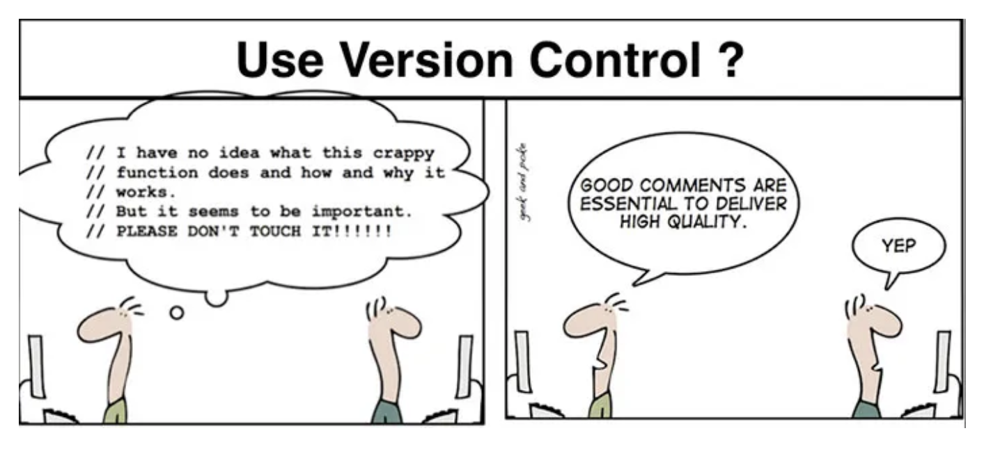 Use Version Control ?
// I have no idea what this crappy
// function does and how and why it
// works.
// But it seems to be important.
// PLEASE DON'T TOUCH IT!!!!!!
geek and poke
GOOD COMMENTS ARE
ESSENTIAL TO DELIVER
HIGH QUALITY.
YEP